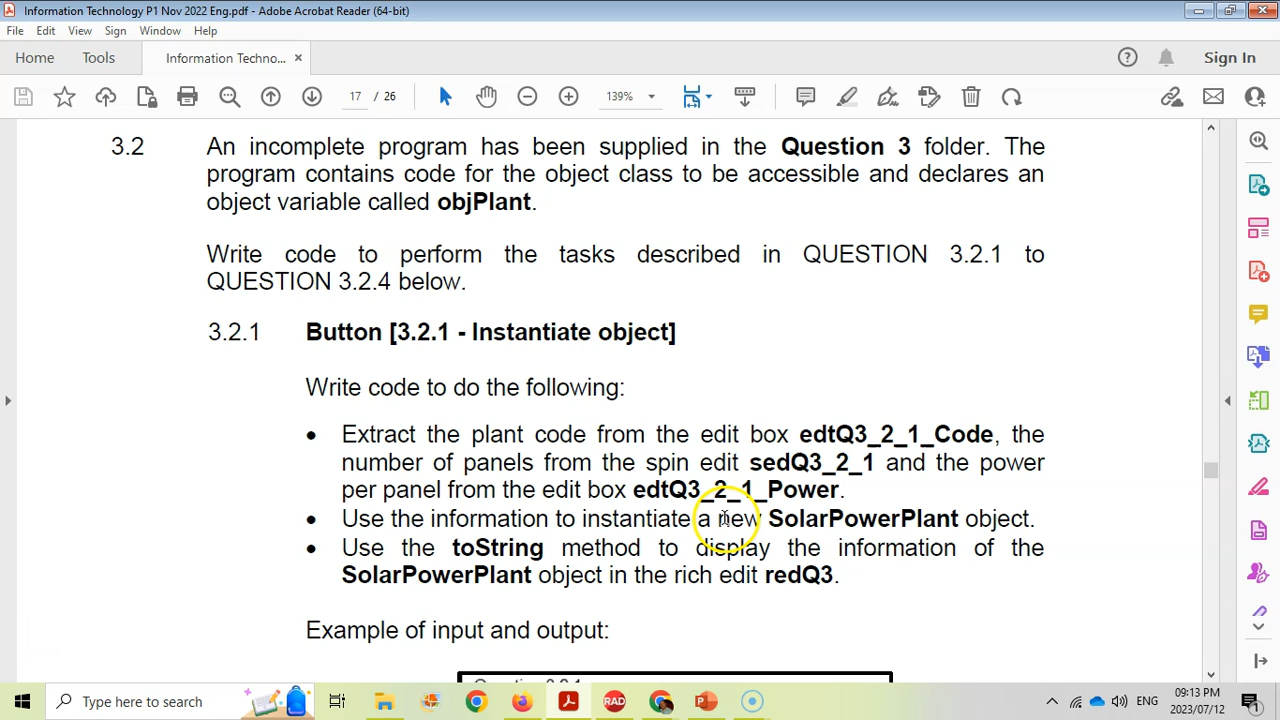 Information Technology P1 Nov 2022 Eng.pdf - Adobe Acrobat Reader (64-bit)
File Edit View Sign Window Help
Home Tools Information Techno... × Sign In
17 / 26 139%
3.2 An incomplete program has been supplied in the Question 3 folder. The
program contains code for the object class to be accessible and declares an
object variable called objPlant.
Write code to perform the tasks described in QUESTION 3.2.1 to
QUESTION 3.2.4 below.
3.2.1 Button [3.2.1 - Instantiate object]
Write code to do the following:
• Extract the plant code from the edit box edtQ3_2_1_Code, the
number of panels from the spin edit sedQ3_2_1 and the power
per panel from the edit box edtQ3_2_1_Power.
• Use the information to instantiate a new SolarPowerPlant object.
• Use the toString method to display the information of the
SolarPowerPlant object in the rich edit redQ3.
Example of input and output:
Type here to search
RAD
ENG
09:13 PM
2023/07/12
1